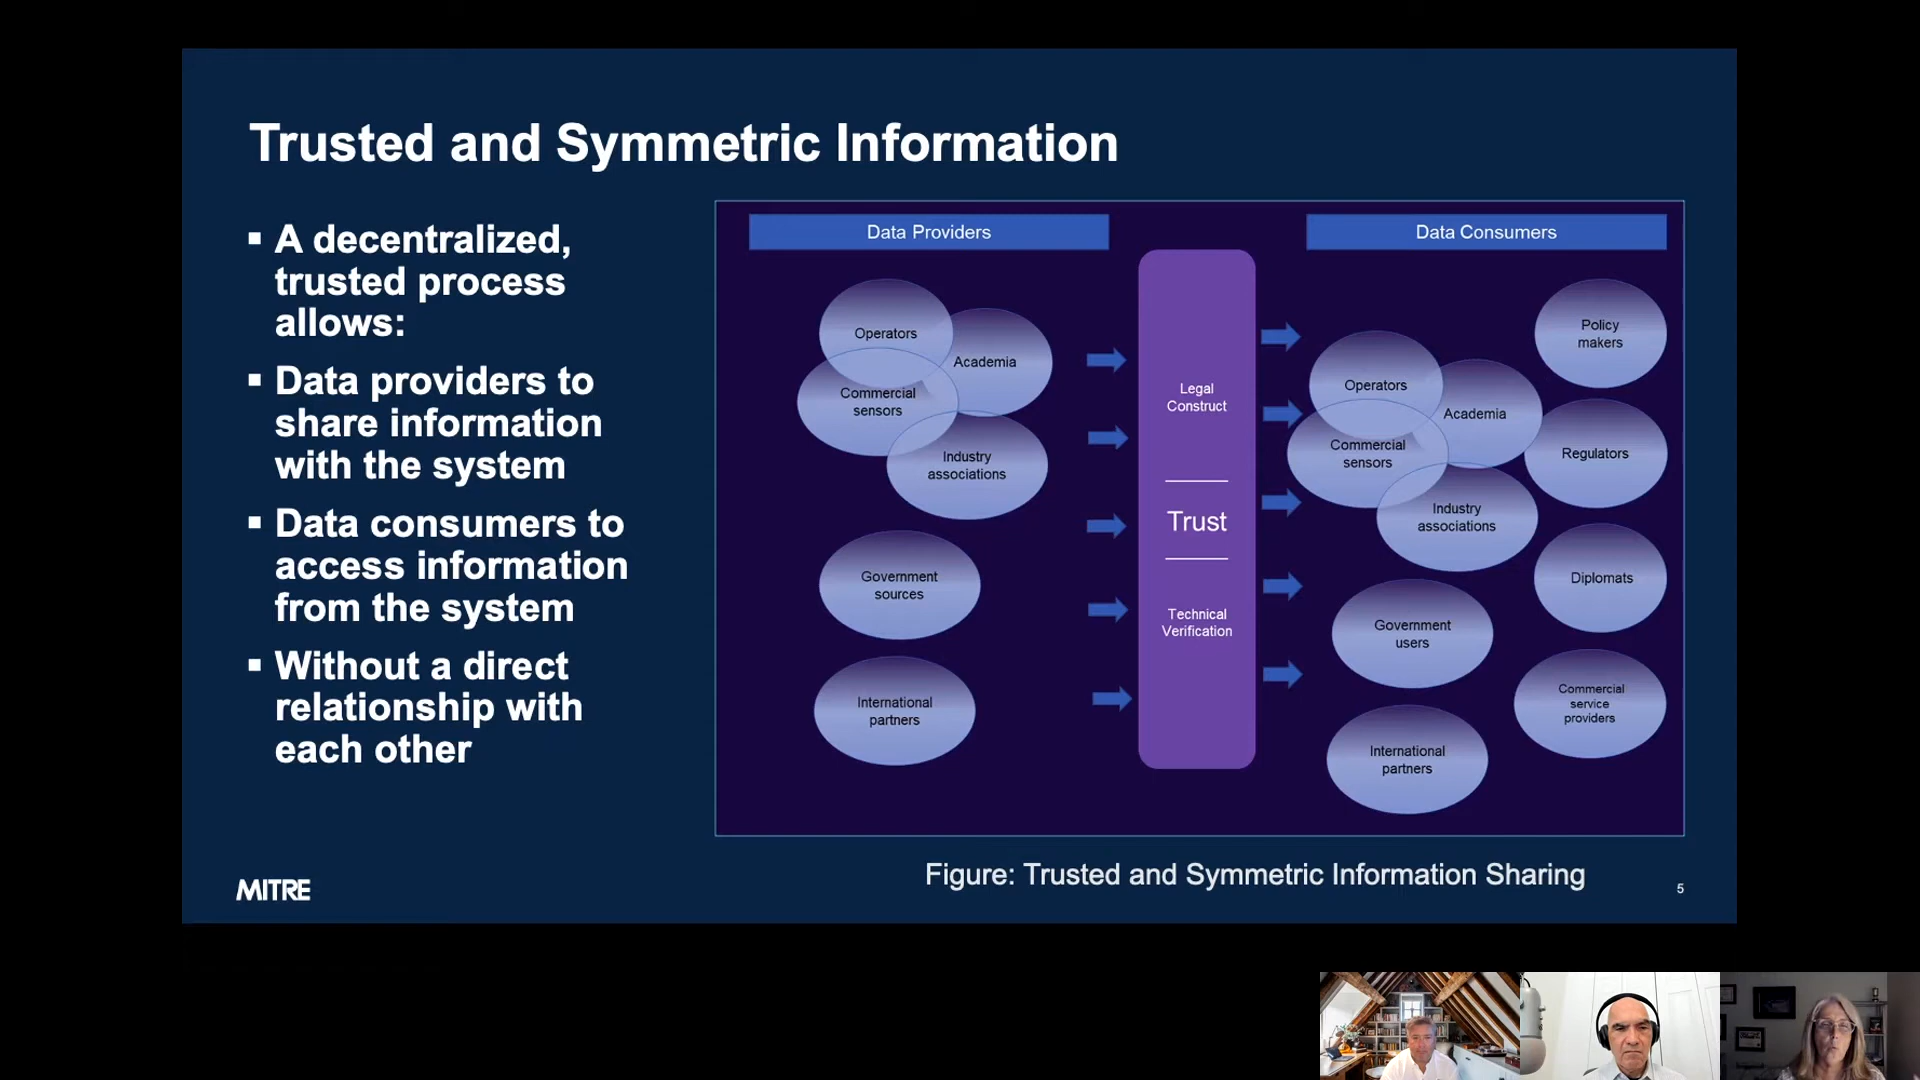 Trusted and Symmetric Information
▪ A decentralized,
trusted process
allows:
▪ Data providers to
share information
with the system
▪ Data consumers to
access information
from the system
▪ Without a direct
relationship with
each other
Data Providers
Operators
Academia
Commercial
sensors
Industry
associations
Government
sources
International
partners
Legal
Construct
Trust
Technical
Verification
Data Consumers
Policy
makers
Operators
Academia
Commercial
sensors
Regulators
Industry
associations
Diplomats
Government
users
Commercial
service
providers
International
partners
Figure: Trusted and Symmetric Information Sharing
MITRE
5